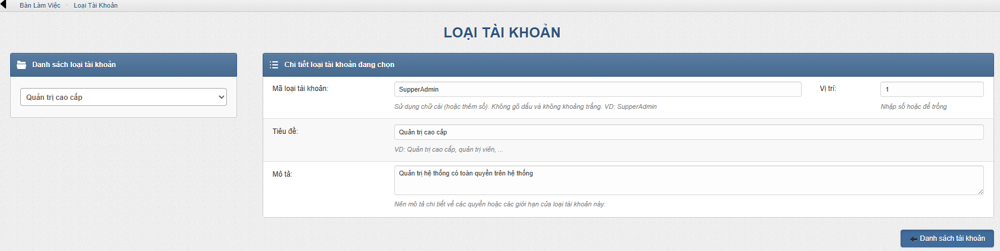 Bàn Làm Việc > Loại Tài Khoản
LOẠI TÀI KHOẢN
Danh sách loại tài khoản
Quản trị cao cấp
Chi tiết loại tài khoản đang chọn
Mã loại tài khoản: SupperAdmin Vị trí: 1
Sử dụng chữ cái (hoặc thêm số). Không gõ dấu và không khoảng trắng. VD: SupperAdmin Nhập số hoặc để trống
Tiêu đề: Quản trị cao cấp
VD: Quản trị cao cấp, quản trị viên, ...
Mô tả: Quản trị hệ thống có toàn quyền trên hệ thống
Nên mô tả chi tiết về các quyền hoặc các giới hạn của loại tài khoản này.
Danh sách tài khoản